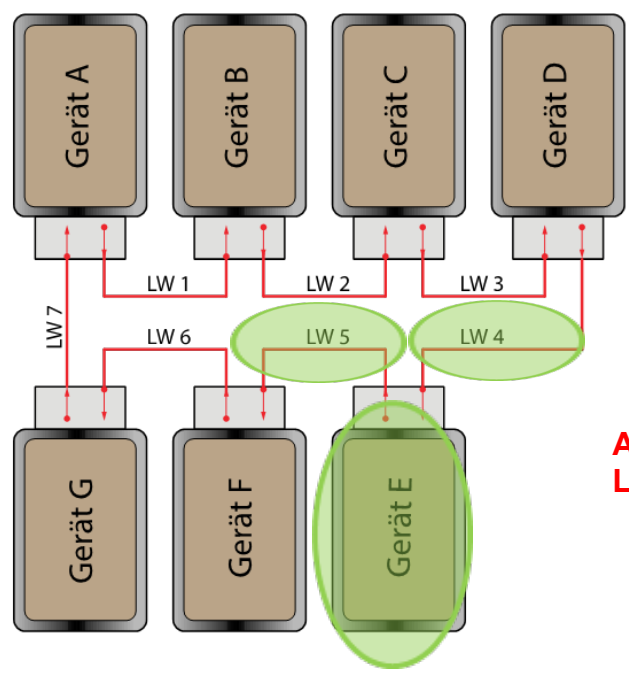 Gerät A
Gerät B
Gerät C
Gerät D
LW 1
LW 2
LW 3
LW 7
LW 6
LW 5
LW 4
Gerät G
Gerät F
Gerät E
A
L